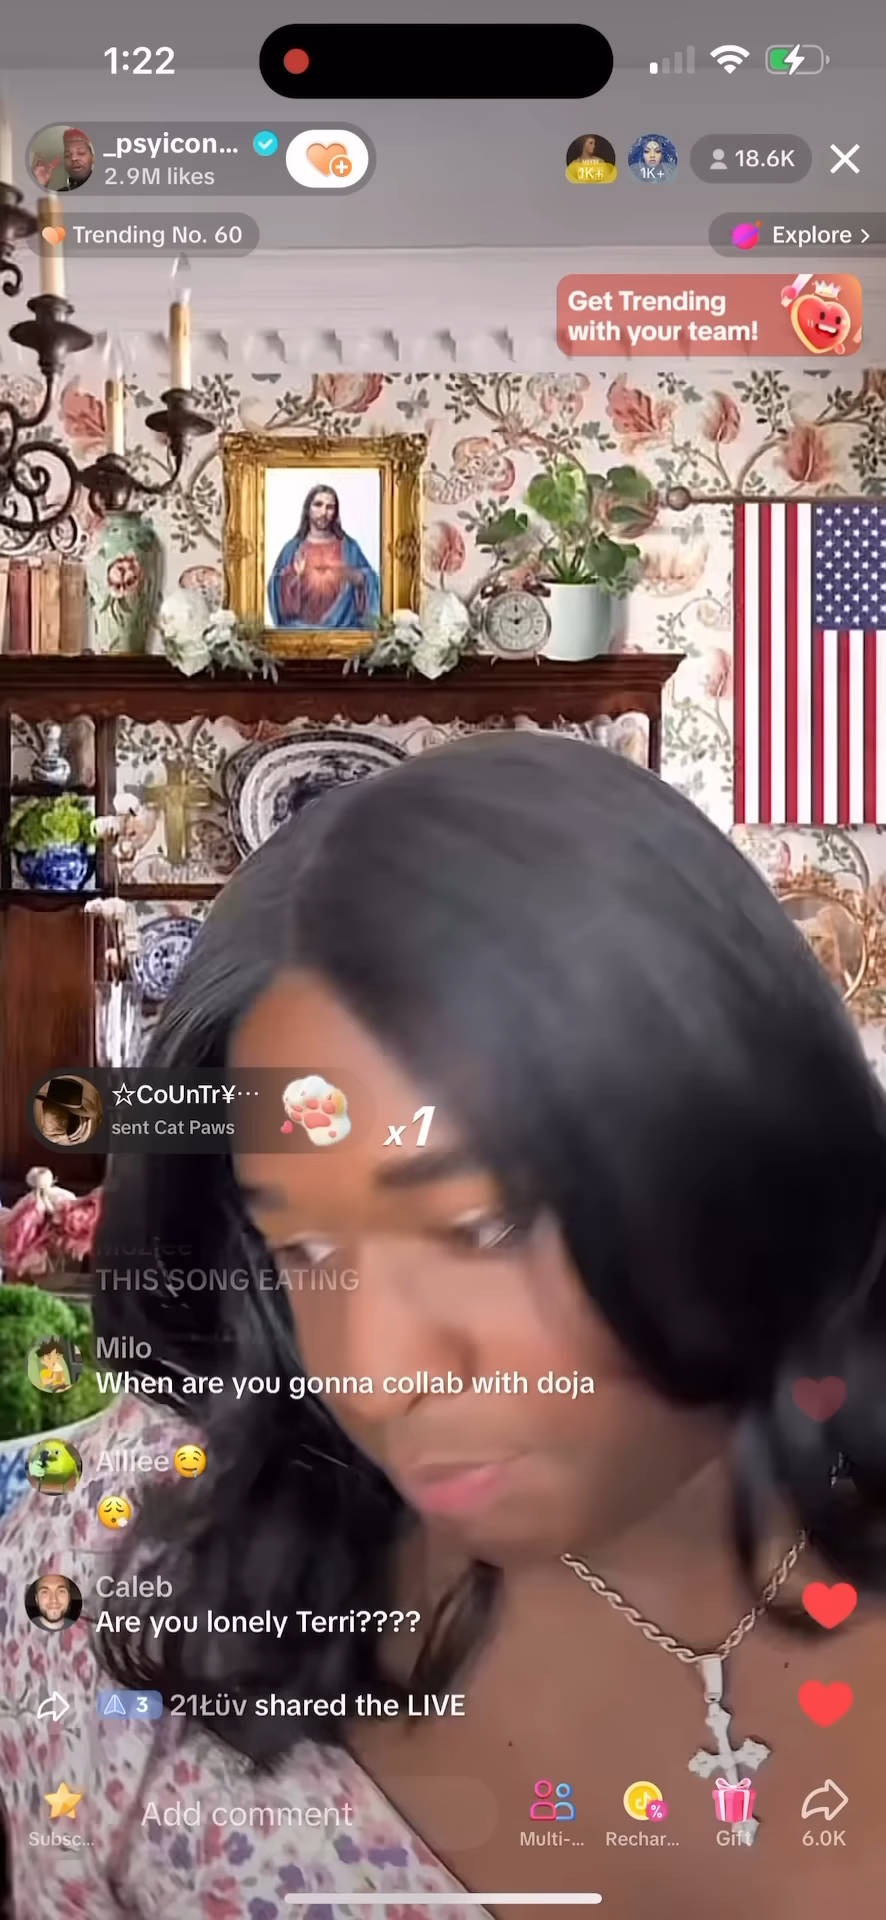 1:22
_psyicon...
2.9M likes
1K+
1K+
18.6K
Trending No. 60
Explore >
Get Trending
with your team!
☆CoUnTr¥...
sent Cat Paws
x1
THIS SONG EATING
Milo
When are you gonna collab with doja
Alliee🤤
😮‍💨
Caleb
Are you lonely Terri????
3 21Łüv shared the LIVE
Add comment
Subsc...
Multi-...
Rechar...
Gift
6.0K